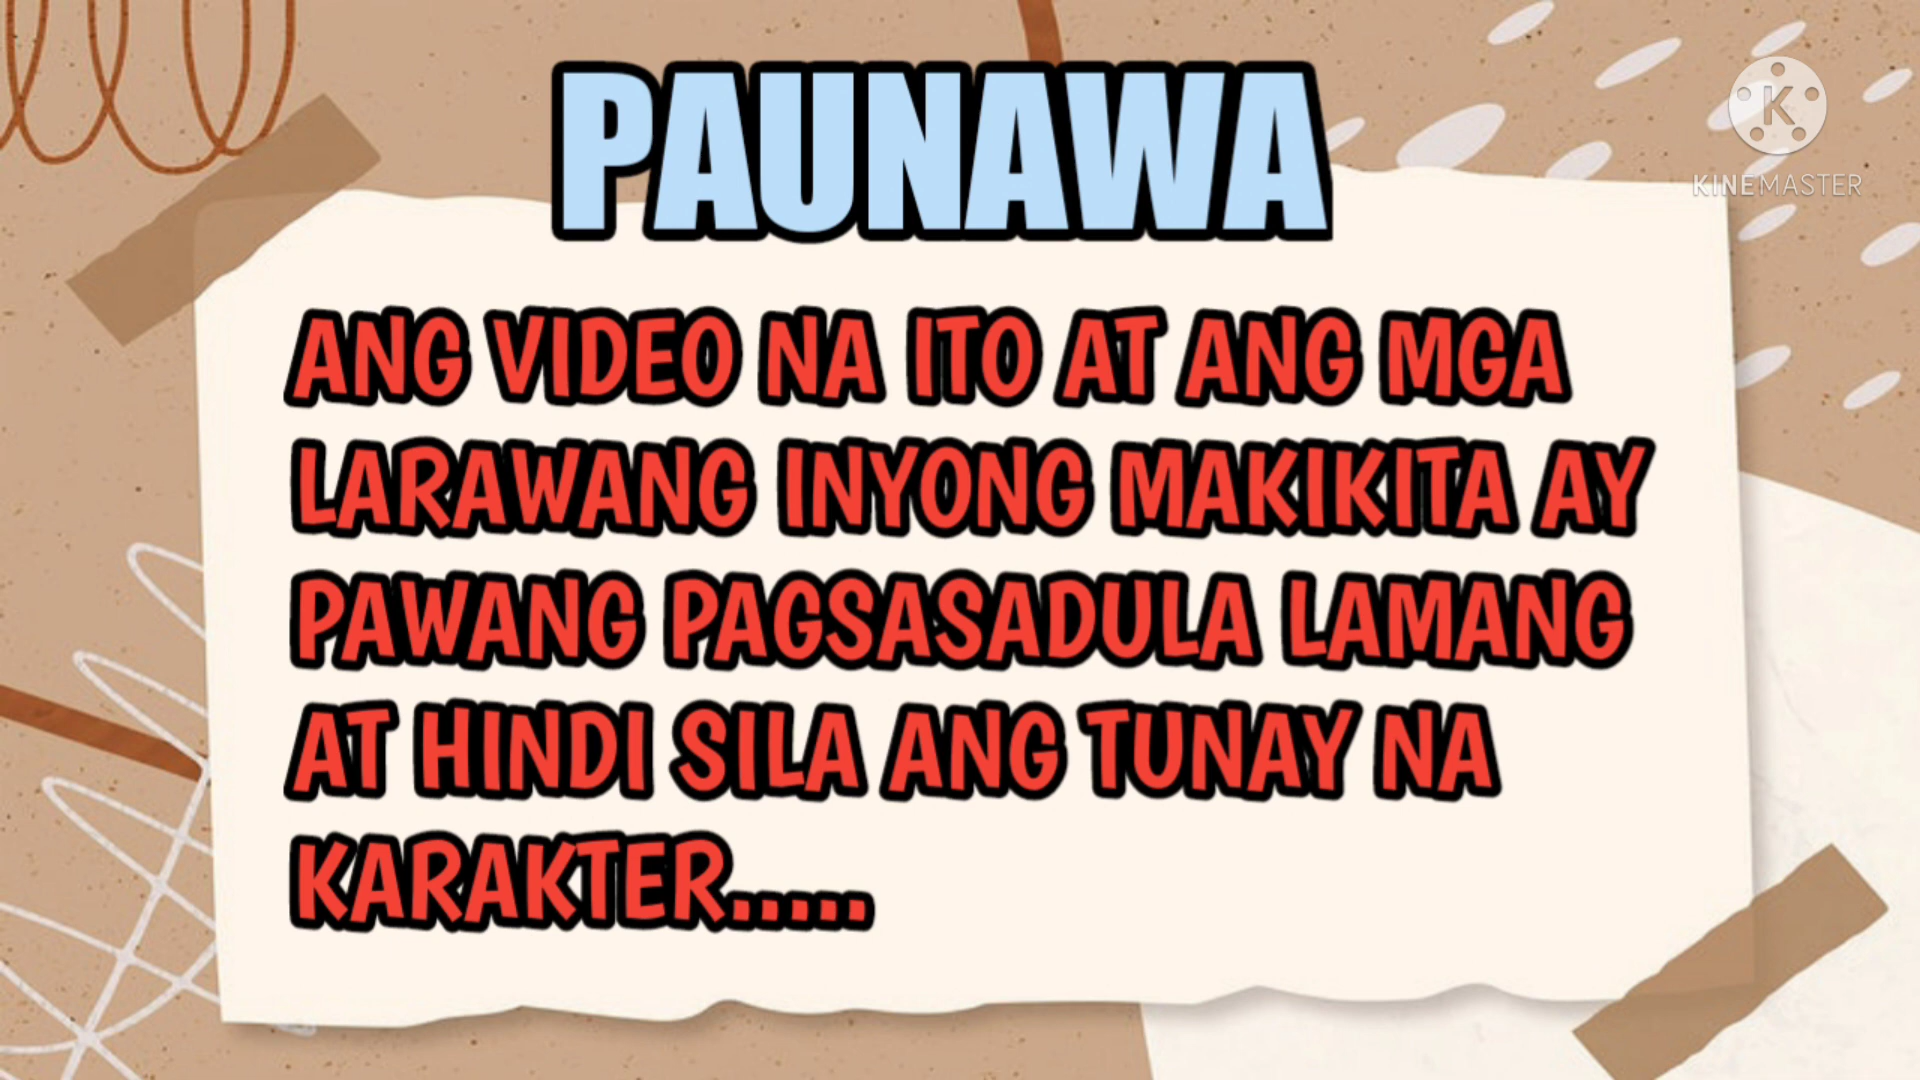 PAUNAWA
K
KINEMASTER
ANG VIDEO NA ITO AT ANG MGA
LARAWANG INYONG MAKIKITA AY
PAWANG PAGSASADULA LAMANG
AT HINDI SILA ANG TUNAY NA
KARAKTER.....